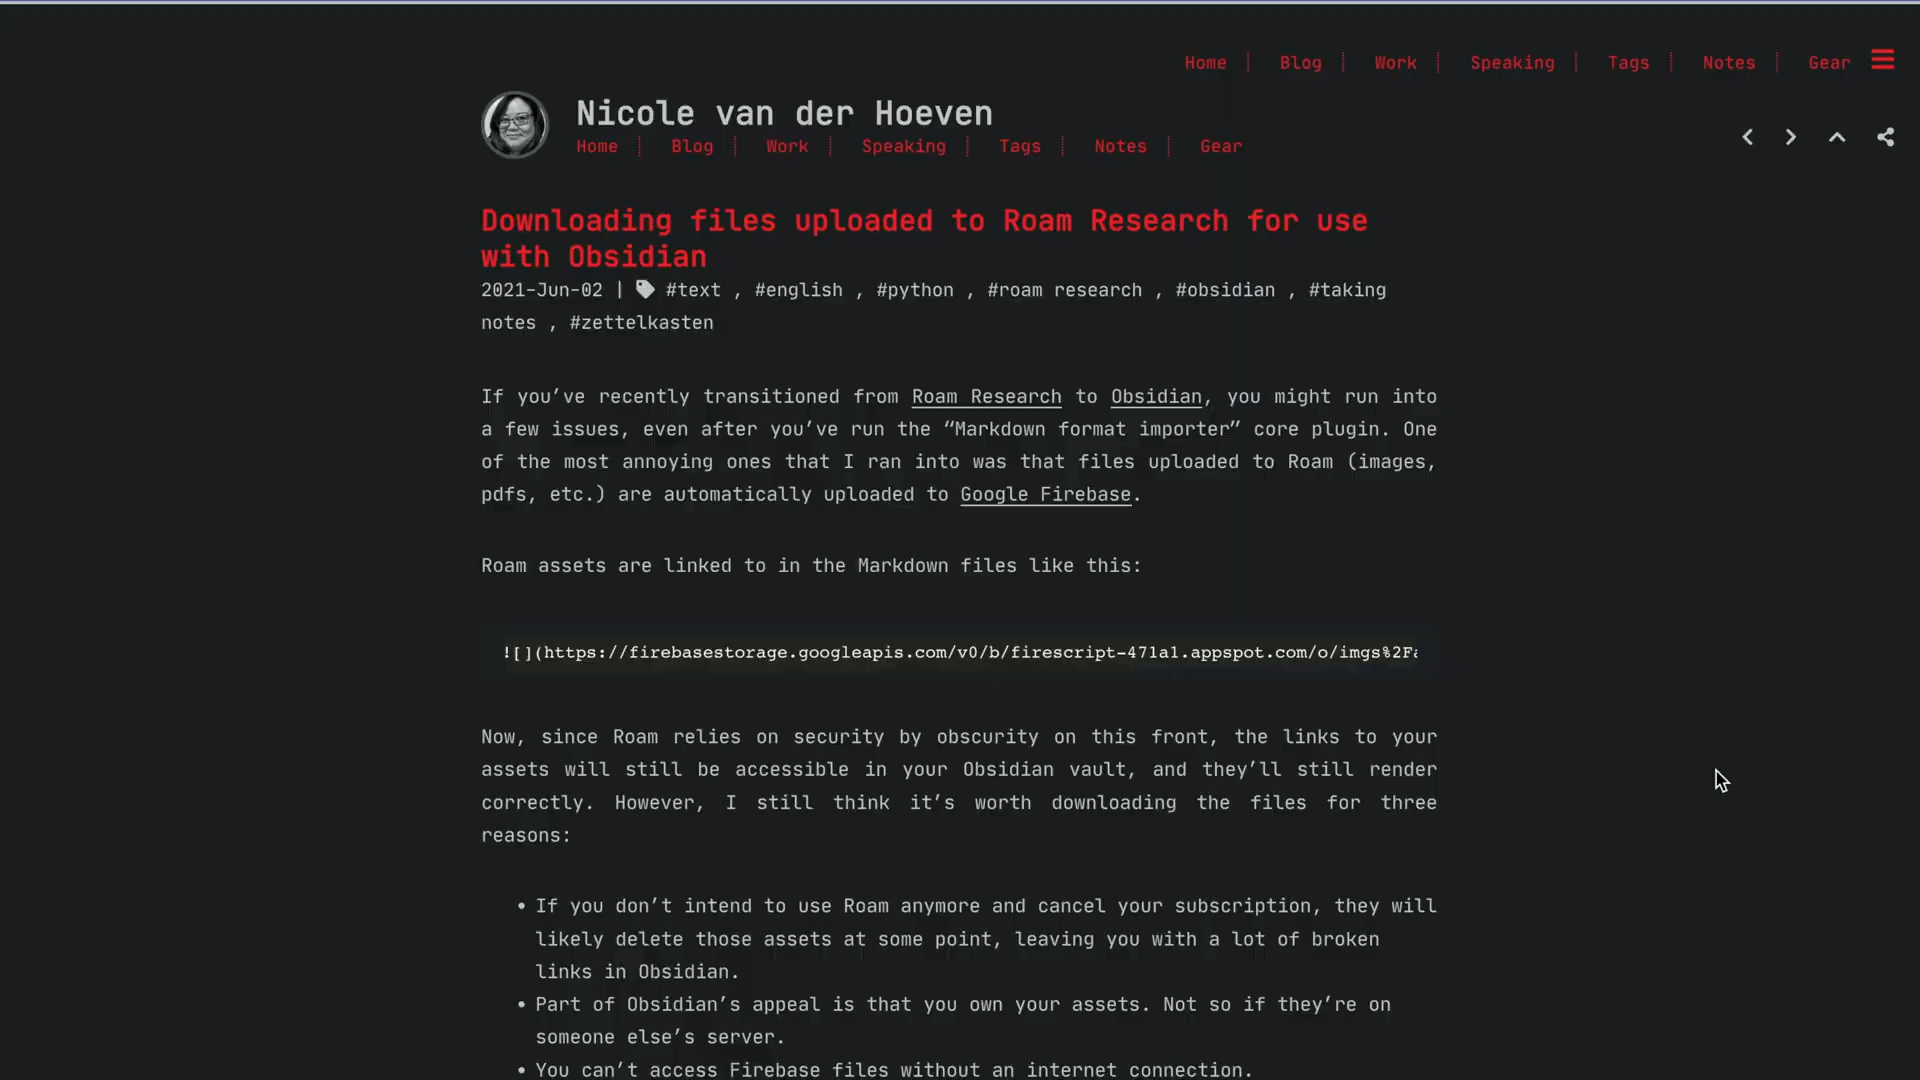 Home Blog Work Speaking Tags Notes Gear
Nicole van der Hoeven
Home Blog Work Speaking Tags Notes Gear
Downloading files uploaded to Roam Research for use
with Obsidian
2021-Jun-02 | #text , #english , #python , #roam research , #obsidian , #taking
notes , #zettelkasten
If you’ve recently transitioned from Roam Research to Obsidian, you might run into
a few issues, even after you’ve run the “Markdown format importer” core plugin. One
of the most annoying ones that I ran into was that files uploaded to Roam (images,
pdfs, etc.) are automatically uploaded to Google Firebase.
Roam assets are linked to in the Markdown files like this:
![](https://firebasestorage.googleapis.com/v0/b/firescript-471a1.appspot.com/o/imgs%2F
Now, since Roam relies on security by obscurity on this front, the links to your
assets will still be accessible in your Obsidian vault, and they’ll still render
correctly. However, I still think it’s worth downloading the files for three
reasons:
• If you don’t intend to use Roam anymore and cancel your subscription, they will
likely delete those assets at some point, leaving you with a lot of broken
links in Obsidian.
• Part of Obsidian’s appeal is that you own your assets. Not so if they’re on
someone else’s server.
• You can’t access Firebase files without an internet connection.